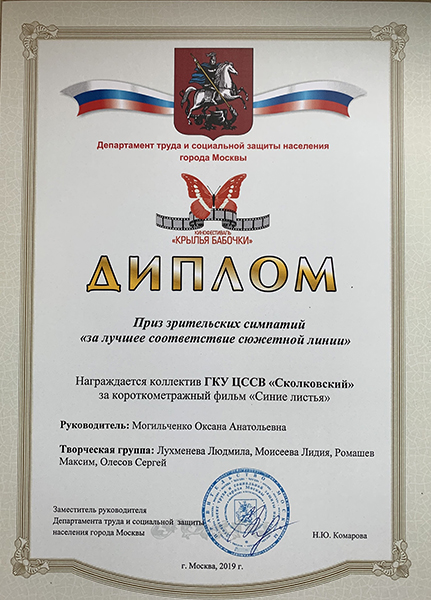 Департамент труда и социальной защиты населения
города Москвы
КИНОФЕСТИВАЛЬ
«КРЫЛЬЯ БАБОЧКИ»
ДИПЛОМ
Приз зрительских симпатий
«за лучшее соответствие сюжетной линии»
Награждается коллектив ГКУ ЦССВ «Сколковский»
за короткометражный фильм «Синие листья»
Руководитель: Могильченко Оксана Анатольевна
Творческая группа: Лухменева Людмила, Моисеева Лидия, Ромашев
Максим, Олесов Сергей
Заместитель руководителя
Департамента труда и социальной защиты
населения города Москвы
Н.Ю. Комарова
г. Москва, 2019 г.